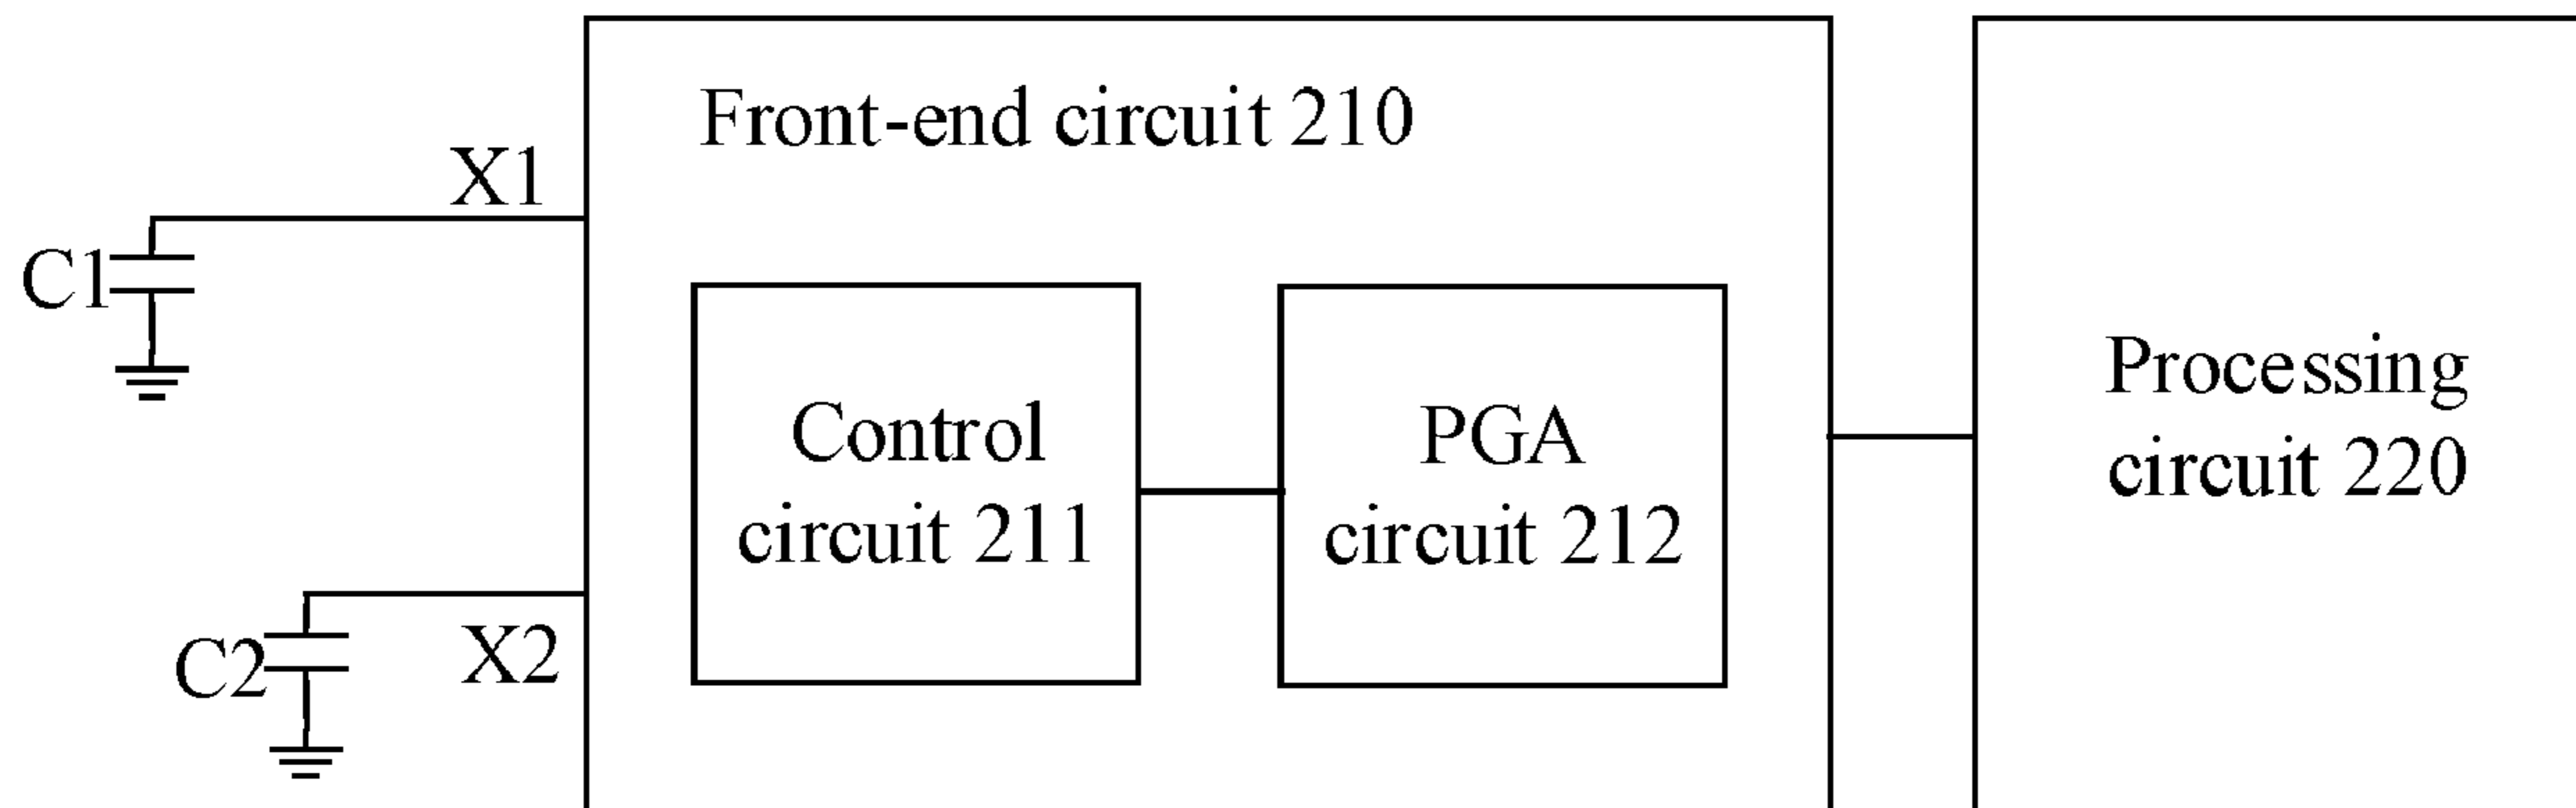 Front-end circuit 210
X1
C1
Control
circuit 211
PGA
circuit 212
Processing
circuit 220
X2
C2